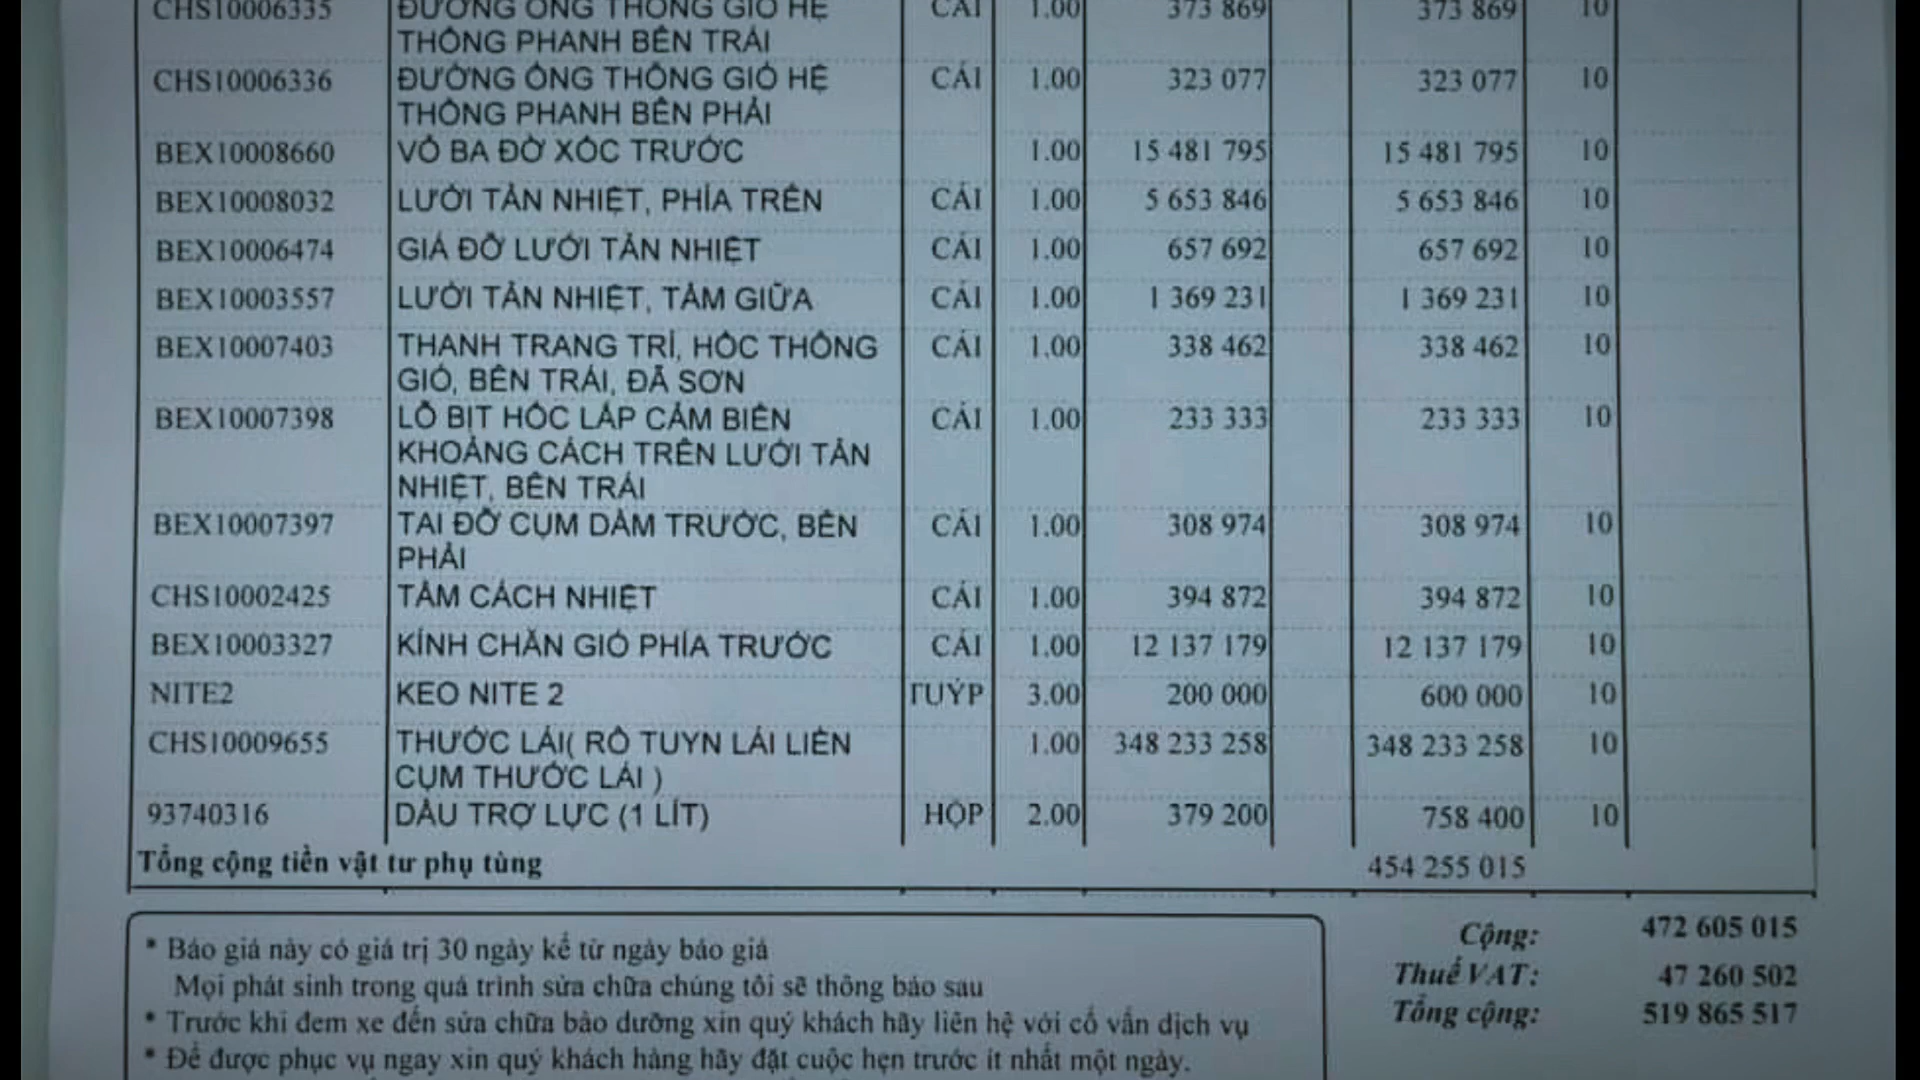 CHS10006335 ĐƯỜNG ỐNG THÔNG GIÓ HỆ CÁI 1.00 373 869 373 869 10
THỐNG PHANH BÊN TRÁI
CHS10006336 ĐƯỜNG ỐNG THÔNG GIÓ HỆ CÁI 1.00 323 077 323 077 10
THỐNG PHANH BÊN PHẢI
BEX10008660 VỎ BA ĐỜ XÓC TRƯỚC 1.00 15 481 795 15 481 795 10
BEX10008032 LƯỚI TẢN NHIỆT, PHÍA TRÊN CÁI 1.00 5 653 846 5 653 846 10
BEX10006474 GIÁ ĐỠ LƯỚI TẢN NHIỆT CÁI 1.00 657 692 657 692 10
BEX10003557 LƯỚI TẢN NHIỆT, TẤM GIỮA CÁI 1.00 1 369 231 1 369 231 10
BEX10007403 THANH TRANG TRÍ, HỐC THÔNG CÁI 1.00 338 462 338 462 10
GIÓ, BÊN TRÁI, ĐÃ SƠN
BEX10007398 LỖ BỊT HỐC LẮP CẢM BIẾN CÁI 1.00 233 333 233 333 10
KHOẢNG CÁCH TRÊN LƯỚI TẢN
NHIỆT, BÊN TRÁI
BEX10007397 TAI ĐỠ CỤM DẦM TRƯỚC, BÊN CÁI 1.00 308 974 308 974 10
PHẢI
CHS10002425 TẤM CÁCH NHIỆT CÁI 1.00 394 872 394 872 10
BEX10003327 KÍNH CHẮN GIÓ PHÍA TRƯỚC CÁI 1.00 12 137 179 12 137 179 10
NITE2 KEO NITE 2 TUÝP 3.00 200 000 600 000 10
CHS10009655 THƯỚC LÁI( RÔ TUYN LÁI LIỀN 1.00 348 233 258 348 233 258 10
CỤM THƯỚC LÁI )
93740316 DẦU TRỢ LỰC (1 LÍT) HỘP 2.00 379 200 758 400 10
Tổng cộng tiền vật tư phụ tùng 454 255 015
Cộng: 472 605 015
Thuế VAT: 47 260 502
Tổng cộng: 519 865 517
* Báo giá này có giá trị 30 ngày kể từ ngày báo giá
Mọi phát sinh trong quá trình sửa chữa chúng tôi sẽ thông báo sau
* Trước khi đem xe đến sửa chữa bảo dưỡng xin quý khách hãy liên hệ với cố vấn dịch vụ
* Để được phục vụ ngay xin quý khách hàng hãy đặt cuộc hẹn trước ít nhất một ngày.